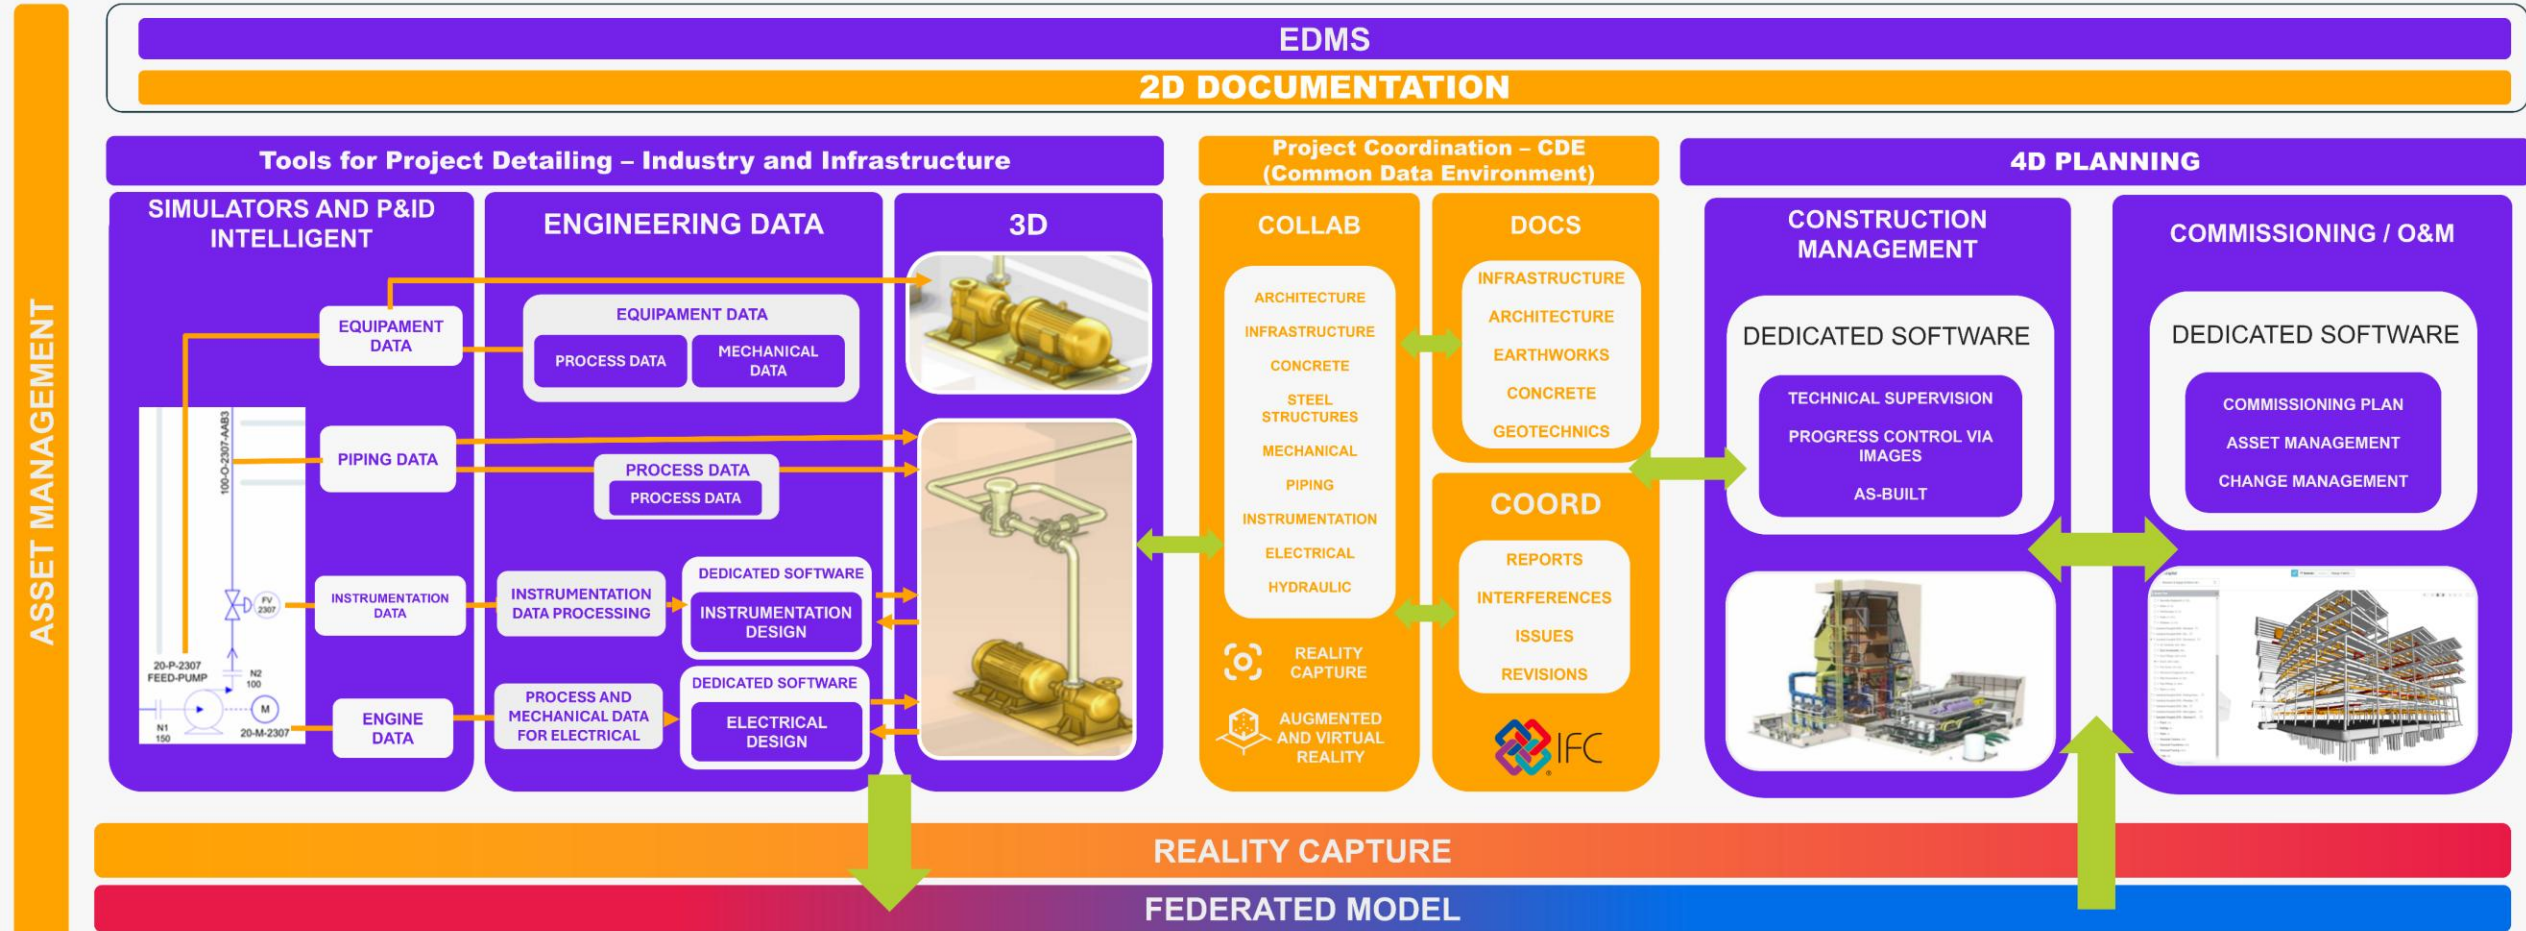 EDMS
2D DOCUMENTATION
ASSET MANAGEMENT
Tools for Project Detailing – Industry and Infrastructure
SIMULATORS AND P&ID
INTELLIGENT
EQUIPAMENT
DATA
PIPING DATA
INSTRUMENTATION
DATA
ENGINE
DATA
100-O-2307-AAB3
FV
2307
20-P-2307
FEED-PUMP
N2
100
M
N1
150
20-M-2307
ENGINEERING DATA
EQUIPAMENT DATA
PROCESS DATA
MECHANICAL
DATA
PROCESS DATA
PROCESS DATA
INSTRUMENTATION
DATA PROCESSING
DEDICATED SOFTWARE
INSTRUMENTATION
DESIGN
PROCESS AND
MECHANICAL DATA
FOR ELECTRICAL
DEDICATED SOFTWARE
ELECTRICAL
DESIGN
3D
Project Coordination – CDE
(Common Data Environment)
COLLAB
ARCHITECTURE
INFRASTRUCTURE
CONCRETE
STEEL
STRUCTURES
MECHANICAL
PIPING
INSTRUMENTATION
ELECTRICAL
HYDRAULIC
REALITY
CAPTURE
AUGMENTED
AND VIRTUAL
REALITY
DOCS
INFRASTRUCTURE
ARCHITECTURE
EARTHWORKS
CONCRETE
GEOTECHNICS
COORD
REPORTS
INTERFERENCES
ISSUES
REVISIONS
IFC
4D PLANNING
CONSTRUCTION
MANAGEMENT
DEDICATED SOFTWARE
TECHNICAL SUPERVISION
PROGRESS CONTROL VIA
IMAGES
AS-BUILT
COMMISSIONING / O&M
DEDICATED SOFTWARE
COMMISSIONING PLAN
ASSET MANAGEMENT
CHANGE MANAGEMENT
REALITY CAPTURE
FEDERATED MODEL